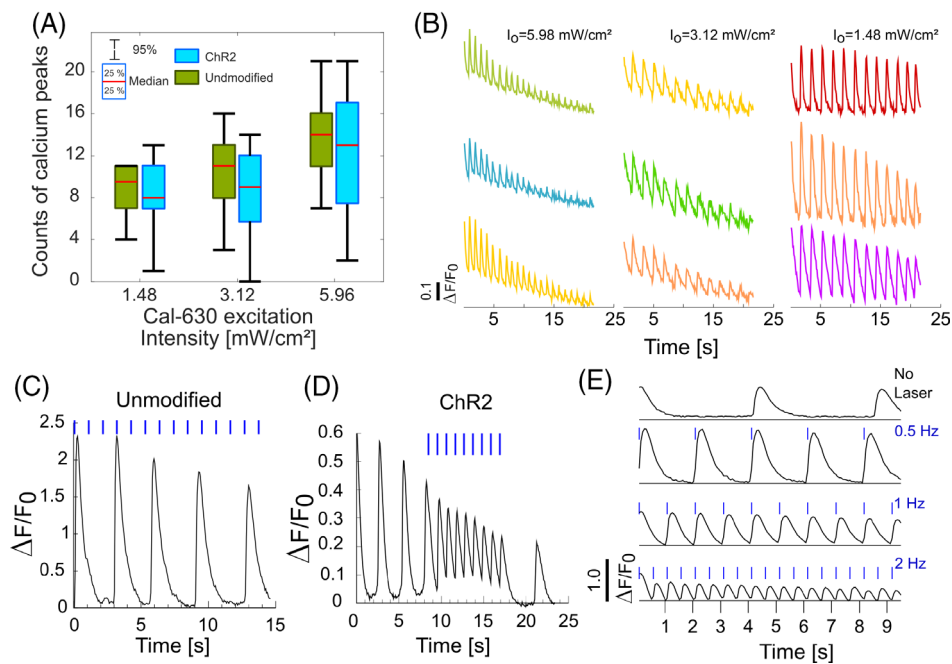 (A)
95%
25 %
25 %
Median
ChR2
Undmodified
Counts of calcium peaks
20
16
12
8
4
0
1.48
3.12
5.96
Cal-630 excitation
Intensity [mW/cm²]
(B)
I₀=5.98 mW/cm²
I₀=3.12 mW/cm²
I₀=1.48 mW/cm²
0.1
ΔF/F0
5 15 25
5 15 25
5 15 25
Time [s]
(C)
Unmodified
ΔF/F0
2.5
2
1.5
1
0.5
0
0 5 10 15
Time [s]
(D)
ChR2
ΔF/F0
0.6
0.5
0.4
0.3
0.2
0.1
0
0 5 10 15 20 25
Time [s]
(E)
No
Laser
0.5 Hz
1 Hz
2 Hz
1.0
ΔF/F0
1 2 3 4 5 6 7 8 9
Time [s]